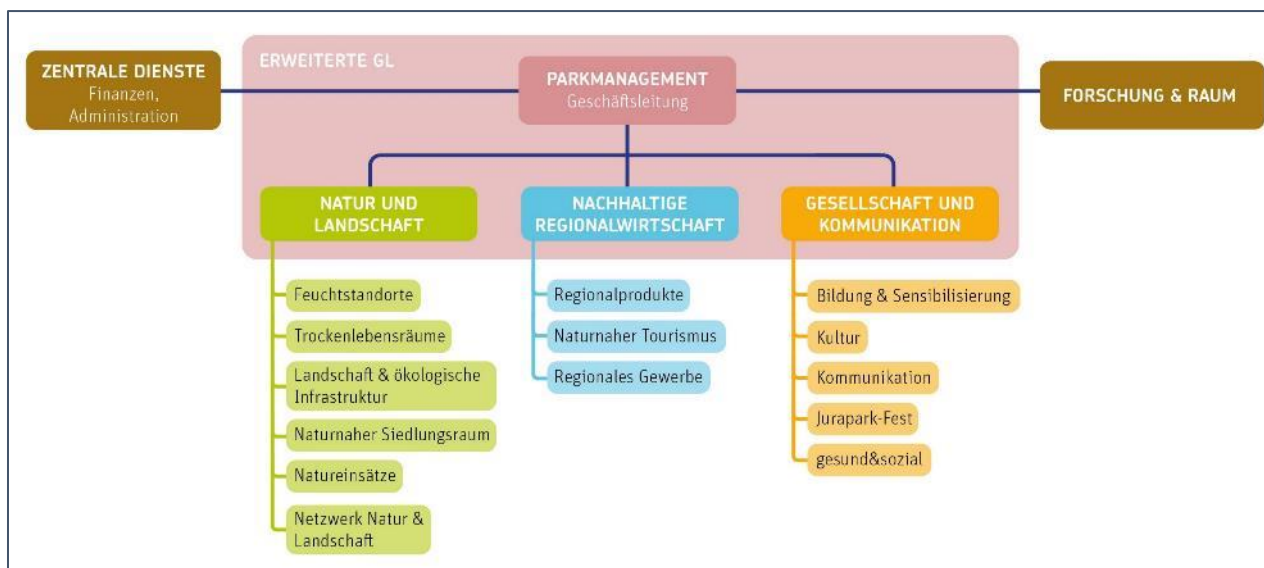 ERWEITERTE GL
ZENTRALE DIENSTE
Finanzen,
Administration
PARKMANAGEMENT
Geschäftsleitung
FORSCHUNG & RAUM
NATUR UND
LANDSCHAFT
Feuchtstandorte
Trockenlebensräume
Landschaft & ökologische
Infrastruktur
Naturnaher Siedlungsraum
Natureinsätze
Netzwerk Natur &
Landschaft
NACHHALTIGE
REGIONALWIRTSCHAFT
Regionalprodukte
Naturnaher Tourismus
Regionales Gewerbe
GESELLSCHAFT UND
KOMMUNIKATION
Bildung & Sensibilisierung
Kultur
Kommunikation
Jurapark-Fest
gesund&sozial